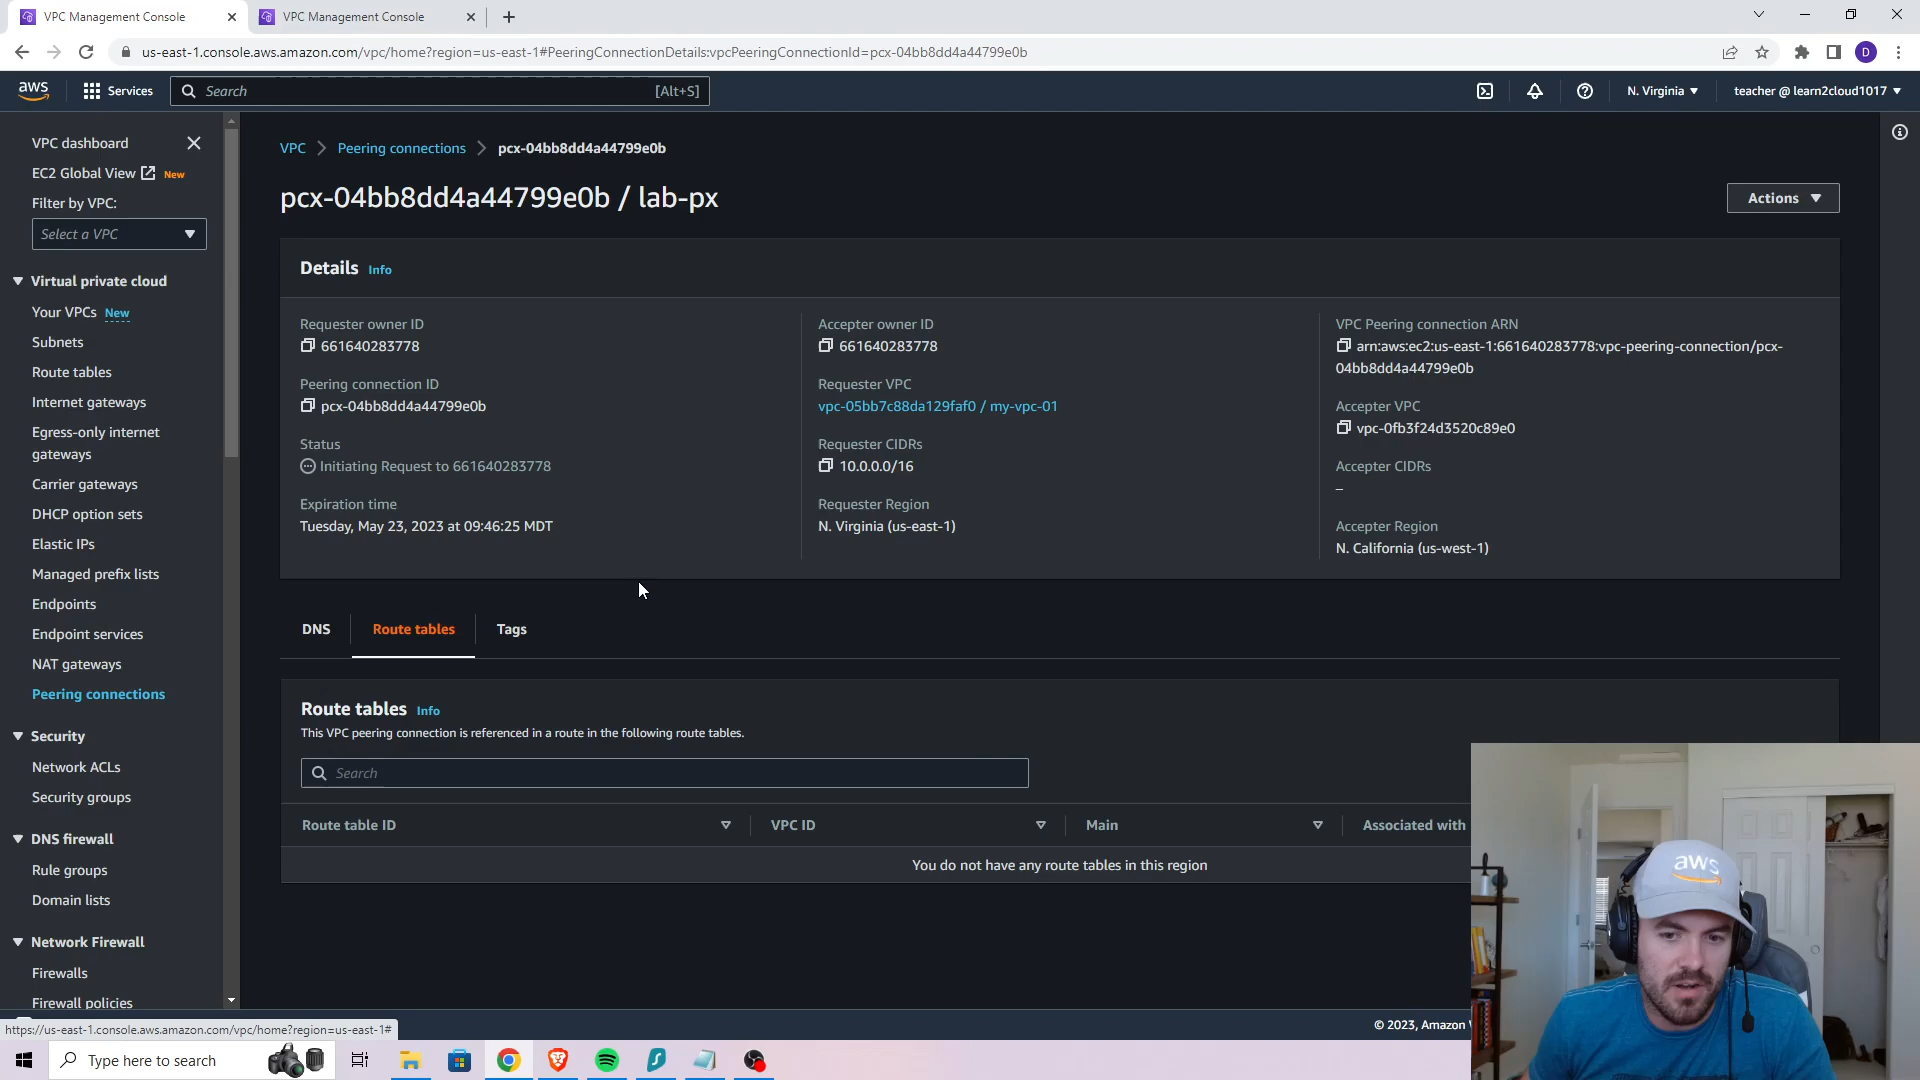 VPC Management Console
VPC Management Console
us-east-1.console.aws.amazon.com/vpc/home?region=us-east-1#PeeringConnectionDetails:vpcPeeringConnectionId=pcx-04bb8dd4a44799e0b
D
aws
Services
Search
[Alt+S]
N. Virginia
teacher @ learn2cloud1017
VPC dashboard
EC2 Global View New
Filter by VPC:
Select a VPC
Virtual private cloud
Your VPCs New
Subnets
Route tables
Internet gateways
Egress-only internet
gateways
Carrier gateways
DHCP option sets
Elastic IPs
Managed prefix lists
Endpoints
Endpoint services
NAT gateways
Peering connections
Security
Network ACLs
Security groups
DNS firewall
Rule groups
Domain lists
Network Firewall
Firewalls
Firewall policies
VPC
Peering connections
pcx-04bb8dd4a44799e0b
pcx-04bb8dd4a44799e0b / lab-px
Actions
Details Info
Requester owner ID
661640283778
Peering connection ID
pcx-04bb8dd4a44799e0b
Status
Initiating Request to 661640283778
Expiration time
Tuesday, May 23, 2023 at 09:46:25 MDT
Accepter owner ID
661640283778
Requester VPC
vpc-05bb7c88da129faf0 / my-vpc-01
Requester CIDRs
10.0.0.0/16
Requester Region
N. Virginia (us-east-1)
VPC Peering connection ARN
arn:aws:ec2:us-east-1:661640283778:vpc-peering-connection/pcx-
04bb8dd4a44799e0b
Accepter VPC
vpc-0fb3f24d3520c89e0
Accepter CIDRs
–
Accepter Region
N. California (us-west-1)
DNS
Route tables
Tags
Route tables Info
This VPC peering connection is referenced in a route in the following route tables.
Search
Route table ID
VPC ID
Main
Associated with
You do not have any route tables in this region
aws
https://us-east-1.console.aws.amazon.com/vpc/home?region=us-east-1#
© 2023, Amazon
Type here to search